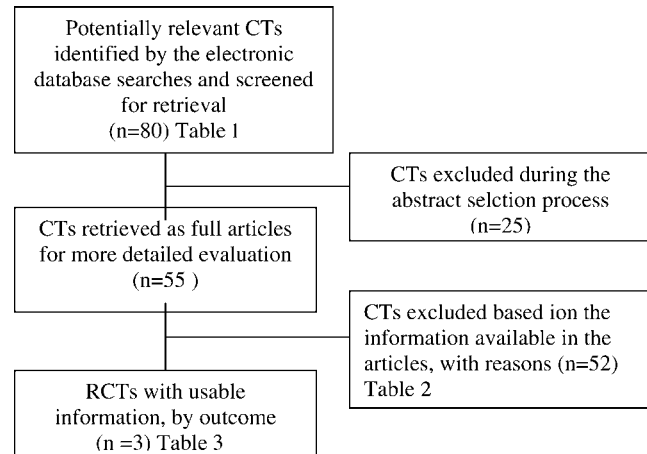 Potentially relevant CTs
identified by the electronic
database searches and screened
for retrieval
(n=80) Table 1
CTs excluded during the
abstract selction process
(n=25)
CTs retrieved as full articles
for more detailed evaluation
(n=55 )
CTs excluded based ion the
information available in the
articles, with reasons (n=52)
Table 2
RCTs with usable
information, by outcome
(n =3) Table 3